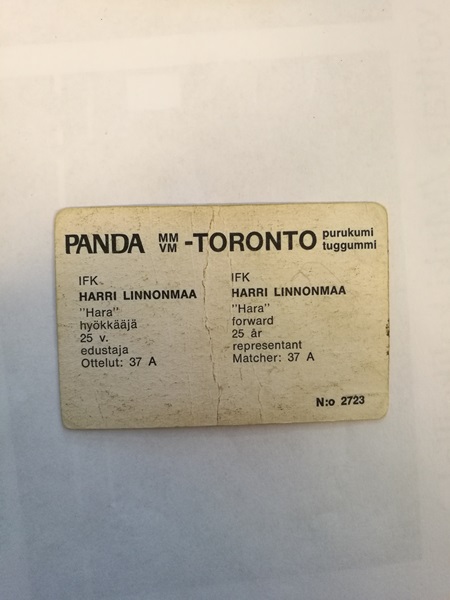 PANDA MM VM -TORONTO purukumi tuggummi
IFK
HARRI LINNONMAA
"Hara"
hyökkääjä
25 v.
edustaja
Ottelut: 37 A
IFK
HARRI LINNONMAA
"Hara"
forward
25 år
representant
Matcher: 37 A
N:o 2723